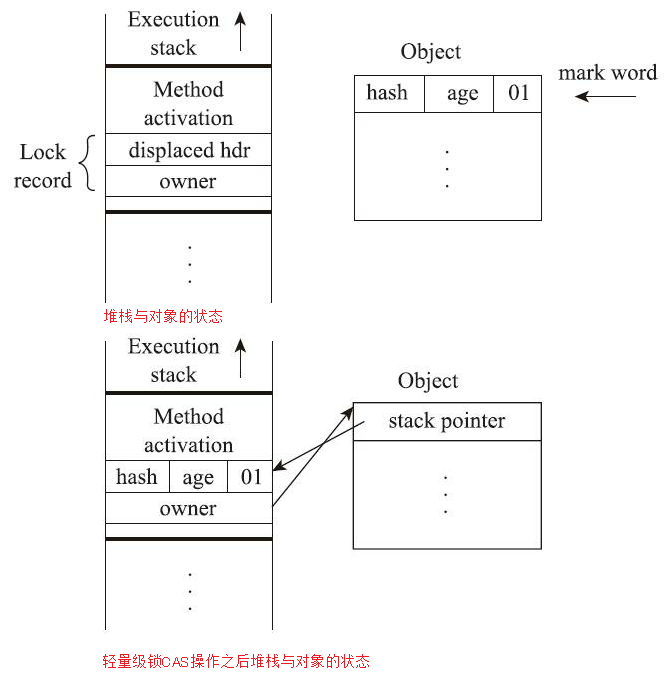 Execution
stack
Object
mark word
hash age 01
Method
activation
Lock
record
displaced hdr
owner
堆栈与对象的状态
Execution
stack
Object
stack pointer
Method
activation
hash age 01
owner
轻量级锁CAS操作之后堆栈与对象的状态